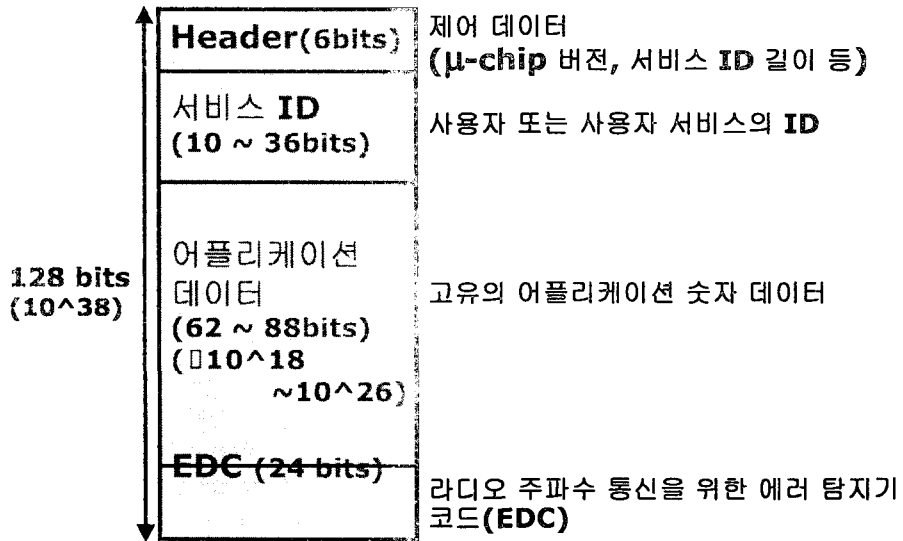 Header(6bits)
제어 데이터
(μ-chip 버전, 서비스 ID 길이 등)
서비스 ID
(10 ~ 36bits)
사용자 또는 사용자 서비스의 ID
128 bits
(10^38)
어플리케이션
데이터
(62 ~ 88bits)
(▯10^18
~10^26)
고유의 어플리케이션 숫자 데이터
EDC (24 bits)
라디오 주파수 통신을 위한 에러 탐지기
코드(EDC)